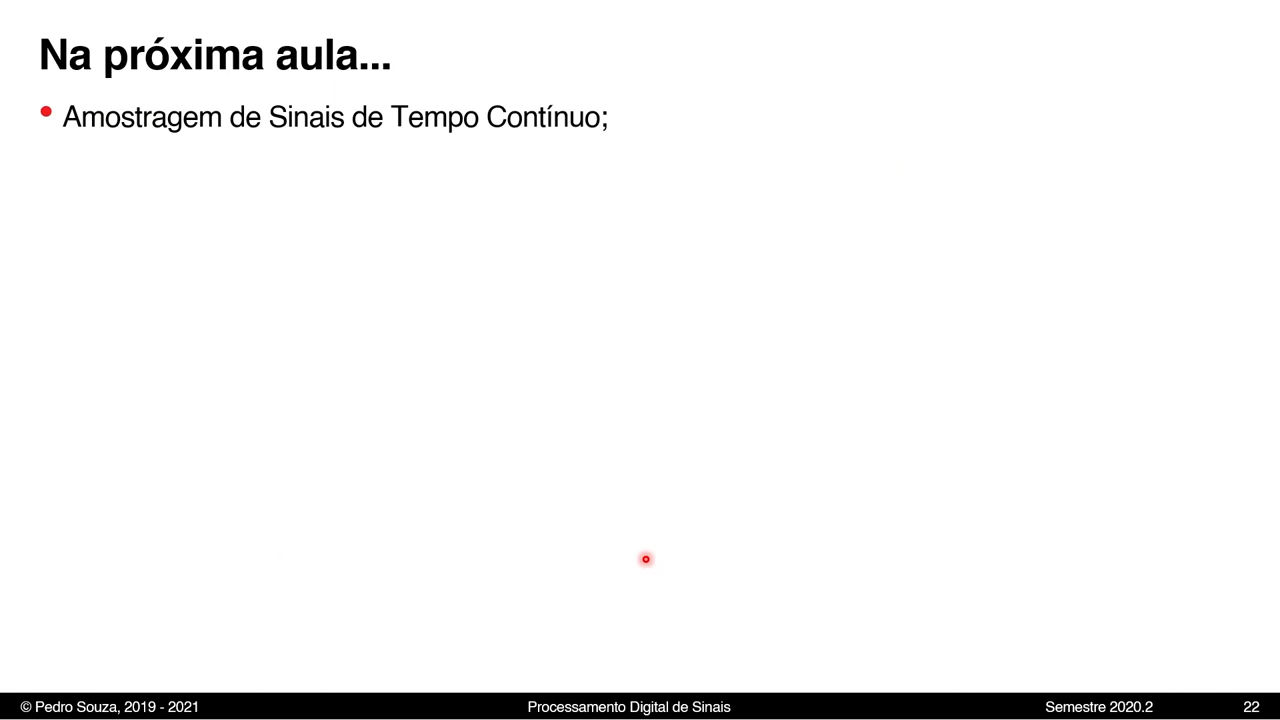 Na próxima aula...
Amostragem de Sinais de Tempo Contínuo;
© Pedro Souza, 2019 - 2021 Processamento Digital de Sinais Semestre 2020.2 22